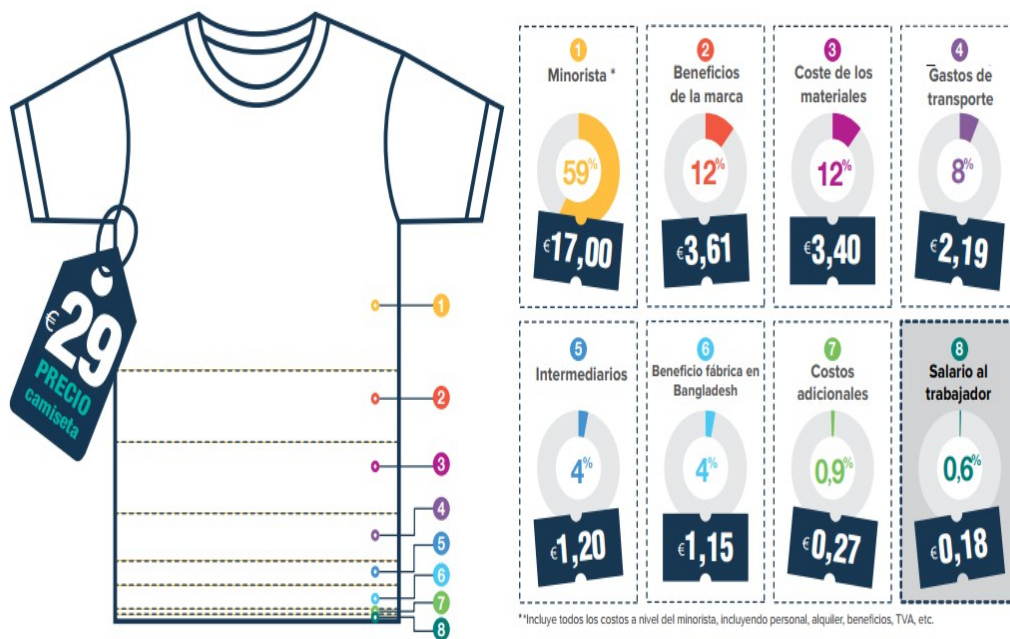 €29
PRECIO
camiseta
1
2
3
4
5
6
7
8
1
Minorista *
59%
€17,00
2
Beneficios
de la marca
12%
€3,61
3
Coste de los
materiales
12%
€3,40
4
Gastos de
transporte
8%
€2,19
5
Intermediarios
4%
€1,20
6
Beneficio fábrica en
Bangladesh
4%
€1,15
7
Costos
adicionales
0,9%
€0,27
8
Salario al
trabajador
0,6%
€0,18
**Incluye todos los costos a nivel del minorista, incluyendo personal, alquiler, beneficios, TVA, etc.